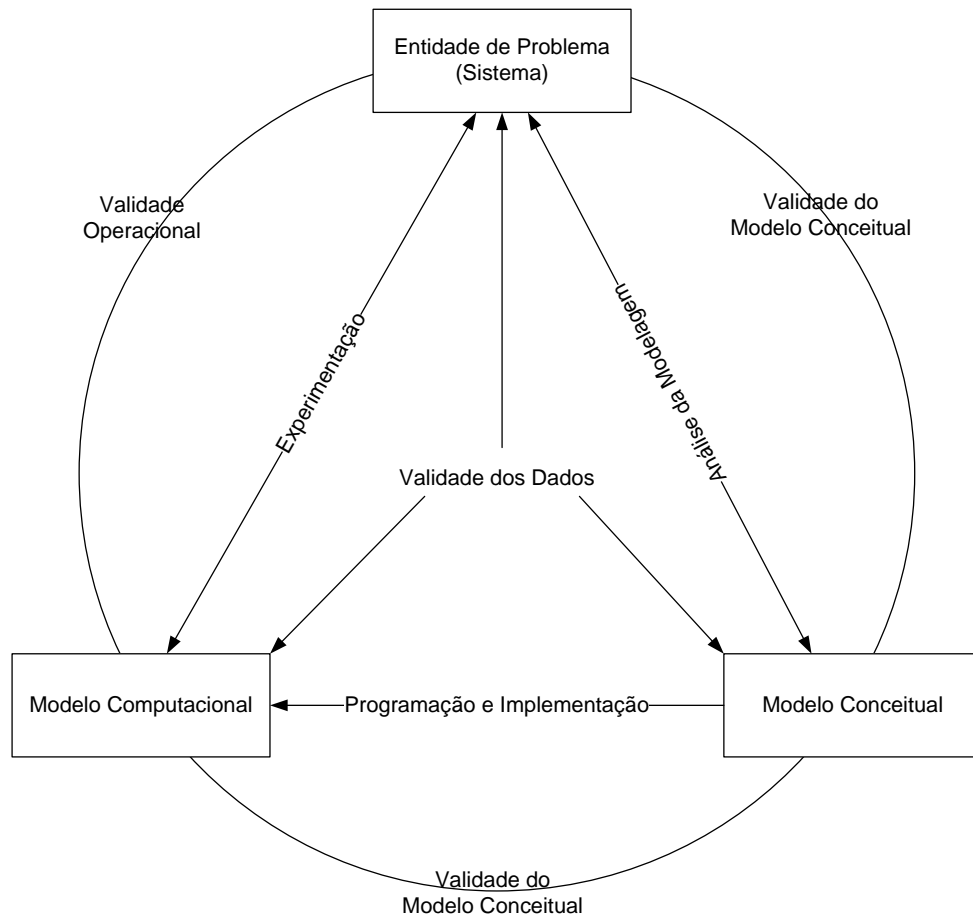 Entidade de Problema
(Sistema)
Validade
Operacional
Validade do
Modelo Conceitual
Experimentação
Análise da Modelagem
Validade dos Dados
Modelo Computacional
Programação e Implementação
Modelo Conceitual
Validade do
Modelo Conceitual